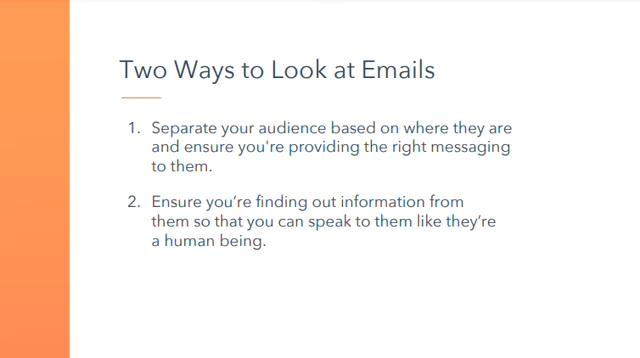 Two Ways to Look at Emails
1. Separate your audience based on where they are
and ensure you're providing the right messaging
to them.
2. Ensure you’re finding out information from
them so that you can speak to them like they’re
a human being.